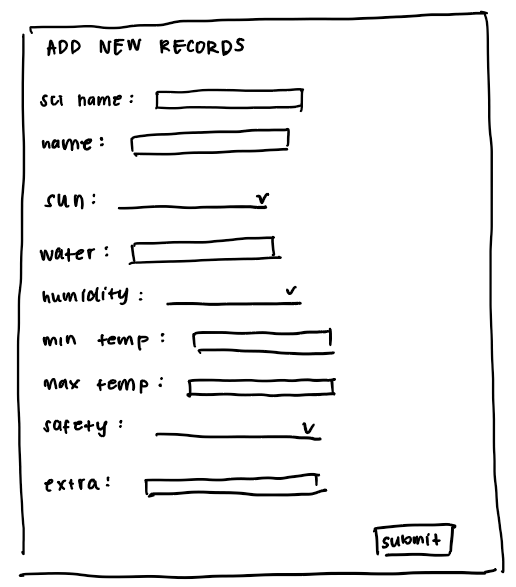 ADD NEW RECORDS
sci name:
name:
sun:
water:
humidity:
min temp:
max temp:
safety:
extra:
submit